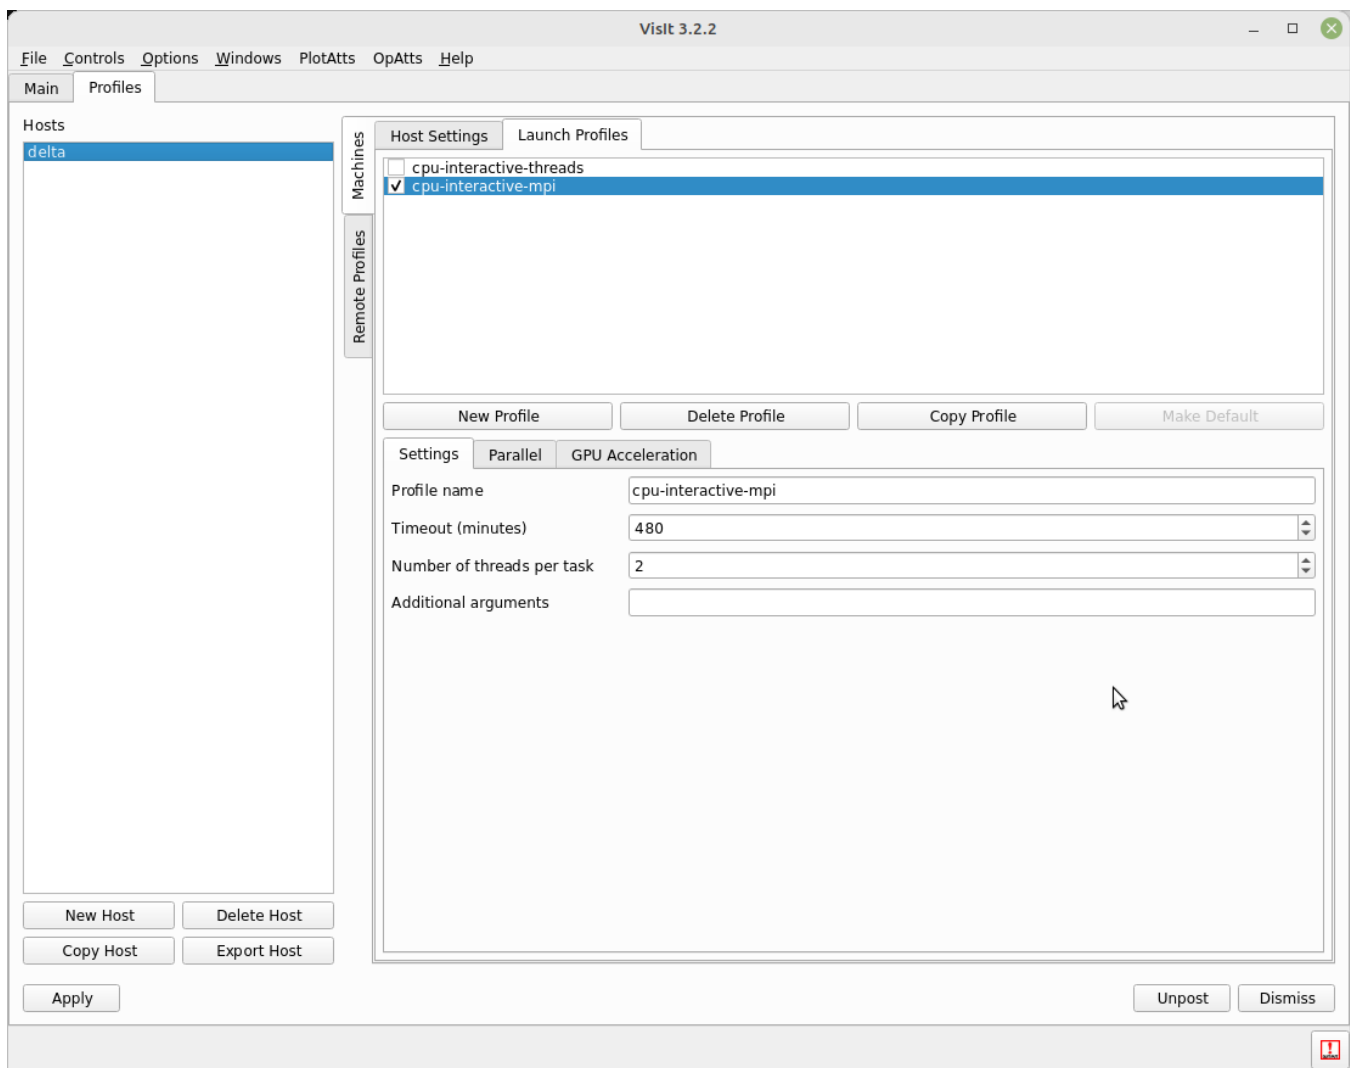 VisIt 3.2.2
File Controls Options Windows PlotAtts OpAtts Help
Main Profiles
Hosts
delta
Machines
Remote Profiles
Host Settings Launch Profiles
cpu-interactive-threads
cpu-interactive-mpi
New Profile Delete Profile Copy Profile Make Default
Settings Parallel GPU Acceleration
Profile name cpu-interactive-mpi
Timeout (minutes) 480
Number of threads per task 2
Additional arguments
New Host Delete Host
Copy Host Export Host
Apply Unpost Dismiss